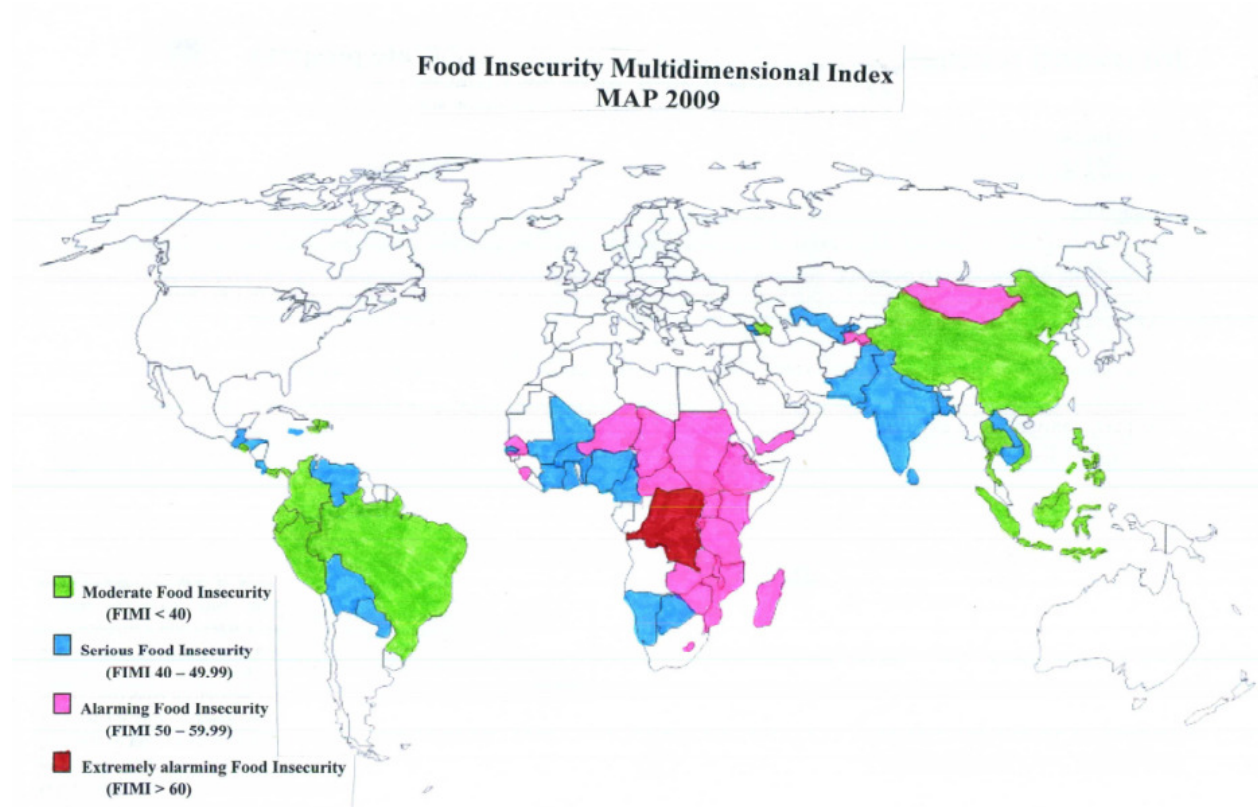 Food Insecurity Multidimensional Index
MAP 2009
Moderate Food Insecurity
(FIMI < 40)
Serious Food Insecurity
(FIMI 40 – 49.99)
Alarming Food Insecurity
(FIMI 50 – 59.99)
Extremely alarming Food Insecurity
(FIMI > 60)